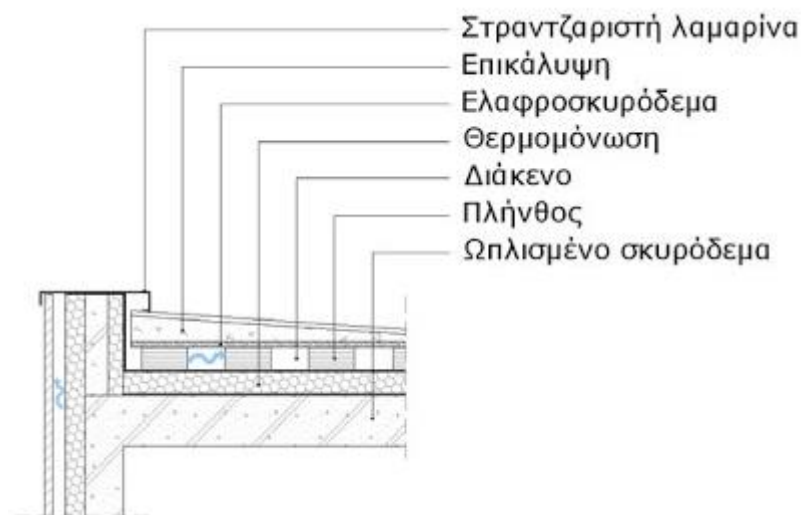 Στραντζαριστή λαμαρίνα
Επικάλυψη
Ελαφροσκυρόδεμα
Θερμομόνωση
Διάκενο
Πλήνθος
Ωπλισμένο σκυρόδεμα